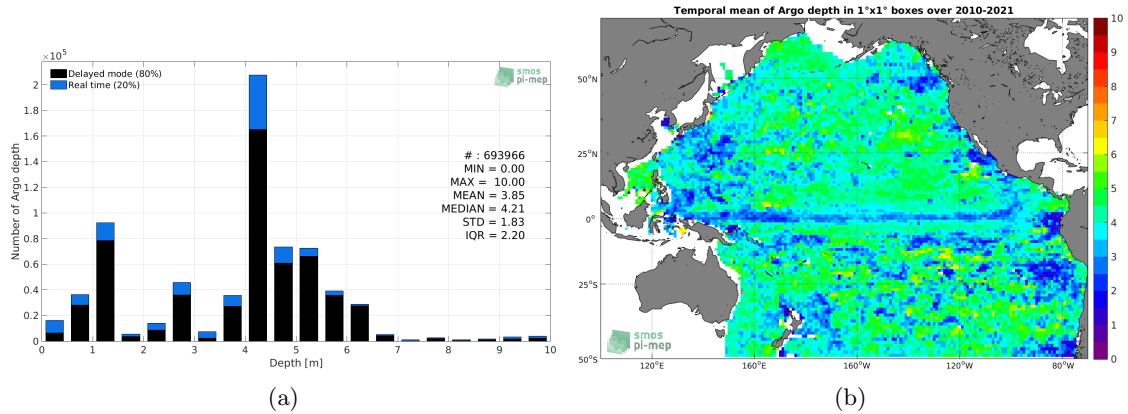 ×10⁵
Delayed mode (80%)
Real time (20%)
smos
pi-mep
# : 693966
MIN = 0.00
MAX = 10.00
MEAN = 3.85
MEDIAN = 4.21
STD = 1.83
IQR = 2.20
Number of Argo depth
2
1.8
1.6
1.4
1.2
1
0.8
0.6
0.4
0.2
0
0 1 2 3 4 5 6 7 8 9 10
Depth [m]
(a)
Temporal mean of Argo depth in 1°x1° boxes over 2010-2021
50°N
25°N
0°
25°S
50°S
120°E 160°E 160°W 120°W 80°W
smos
pi-mep
10
9
8
7
6
5
4
3
2
1
0
(b)